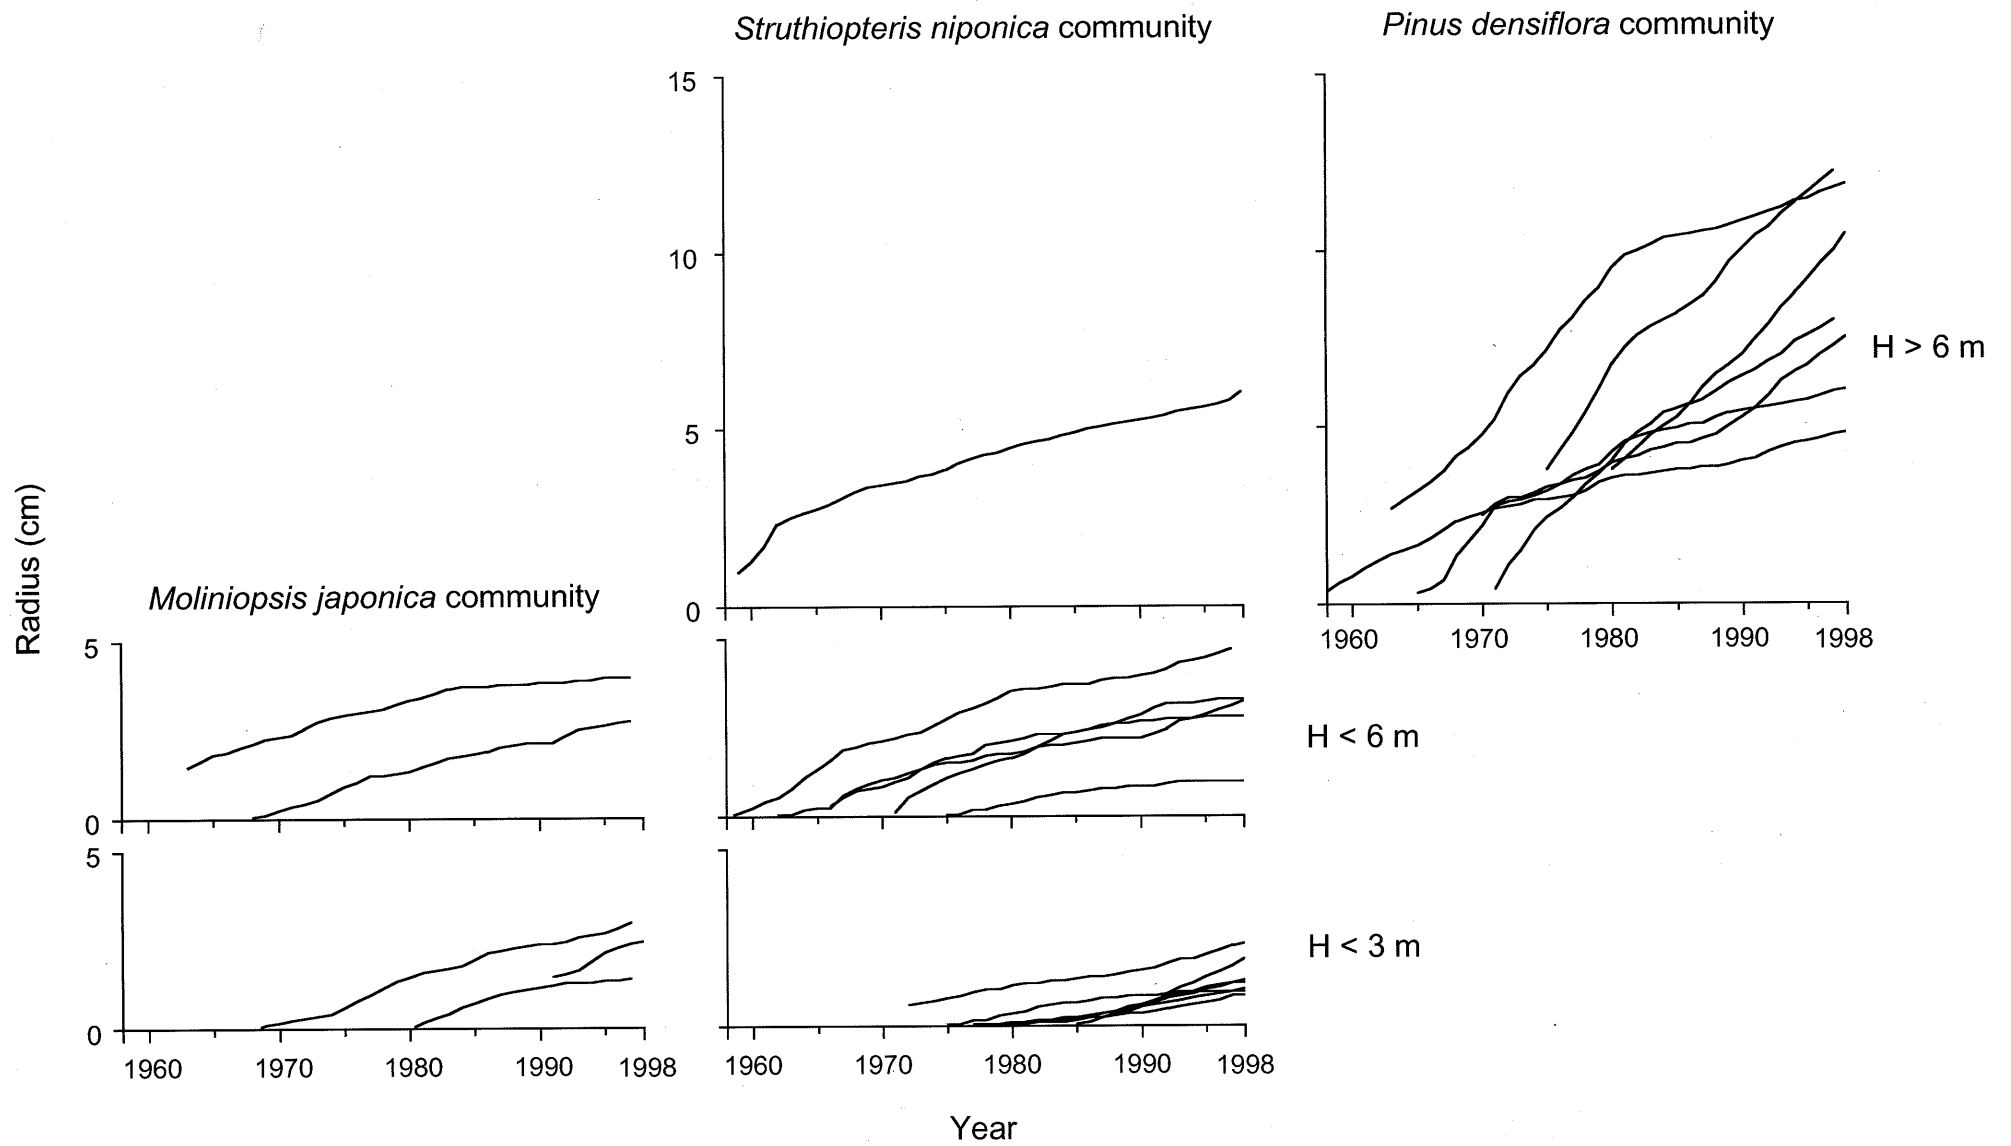 Struthiopteris niponica community
Pinus densiflora community
15
10
5
0
H > 6 m
1960 1970 1980 1990 1998
Radius (cm)
Moliniopsis japonica community
5
0
H < 6 m
5
0
H < 3 m
1960 1970 1980 1990 1998
1960 1970 1980 1990 1998
Year